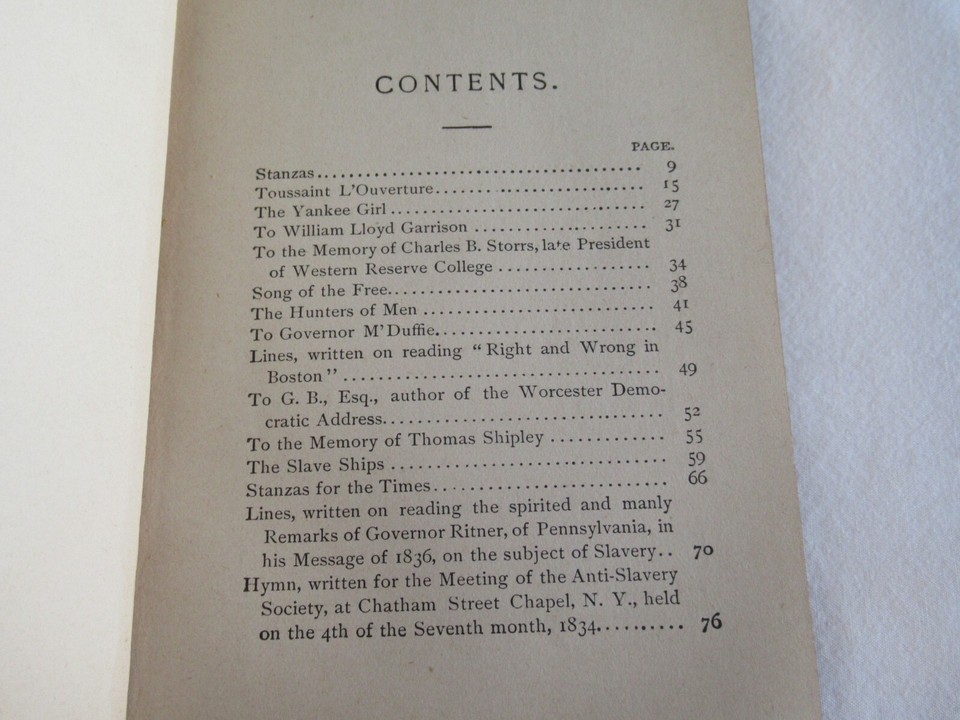 CONTENTS.
PAGE.
Stanzas........................................ 9
Toussaint L'Ouverture.......................... 15
The Yankee Girl................................ 27
To William Lloyd Garrison ..................... 31
To the Memory of Charles B. Storrs, late President
of Western Reserve College .................. 34
Song of the Free................................ 38
The Hunters of Men ............................ 41
To Governor M'Duffie........................... 45
Lines, written on reading "Right and Wrong in
Boston" ..................................... 49
To G. B., Esq., author of the Worcester Demo-
cratic Address................................ 52
To the Memory of Thomas Shipley ............. 55
The Slave Ships ................................ 59
Stanzas for the Times........................... 66
Lines, written on reading the spirited and manly
Remarks of Governor Ritner, of Pennsylvania, in
his Message of 1836, on the subject of Slavery.. 70
Hymn, written for the Meeting of the Anti-Slavery
Society, at Chatham Street Chapel, N. Y., held
on the 4th of the Seventh month, 1834.......... 76